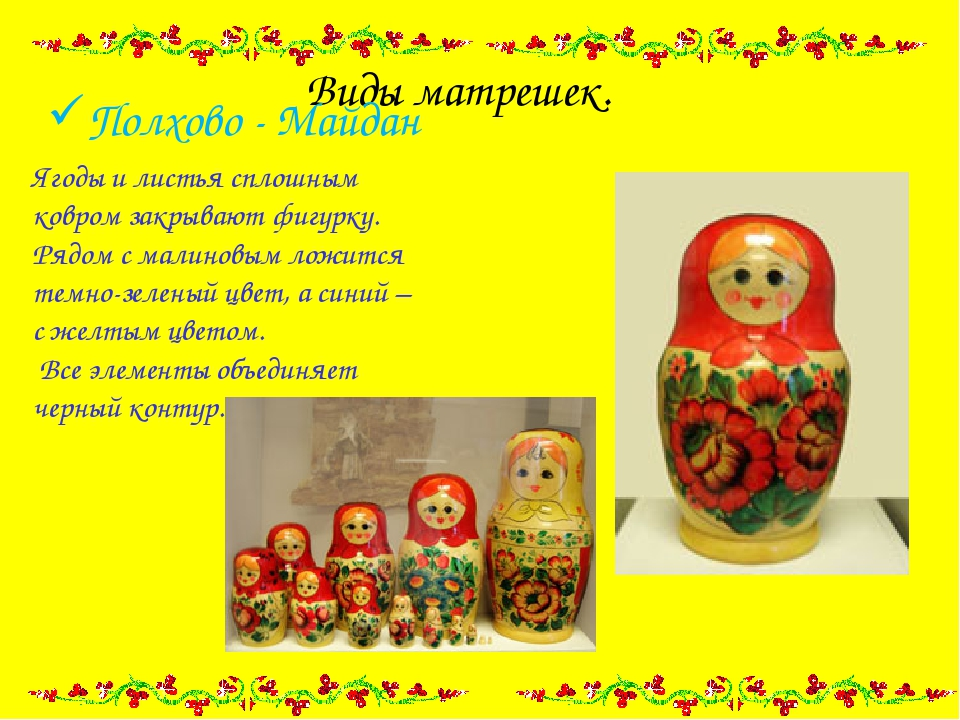 Виды матрешек.
Полхово - Майдан
Ягоды и листья сплошным
ковром закрывают фигурку.
Рядом с малиновым ложится
темно-зеленый цвет, а синий –
с желтым цветом.
Все элементы объединяет
черный контур.